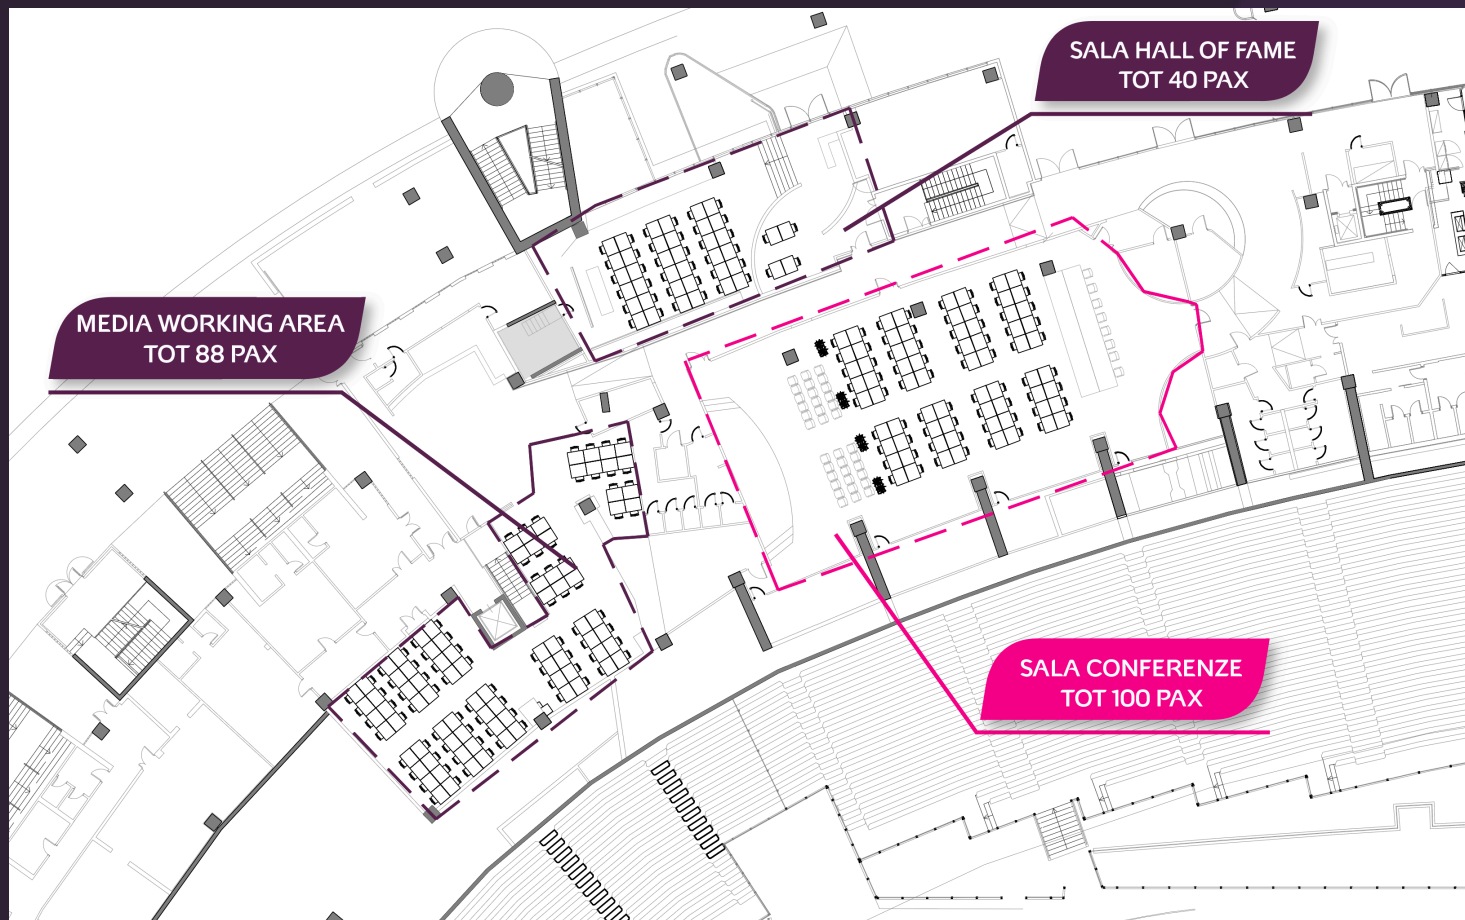 SALA HALL OF FAME
TOT 40 PAX
MEDIA WORKING AREA
TOT 88 PAX
SALA CONFERENZE
TOT 100 PAX